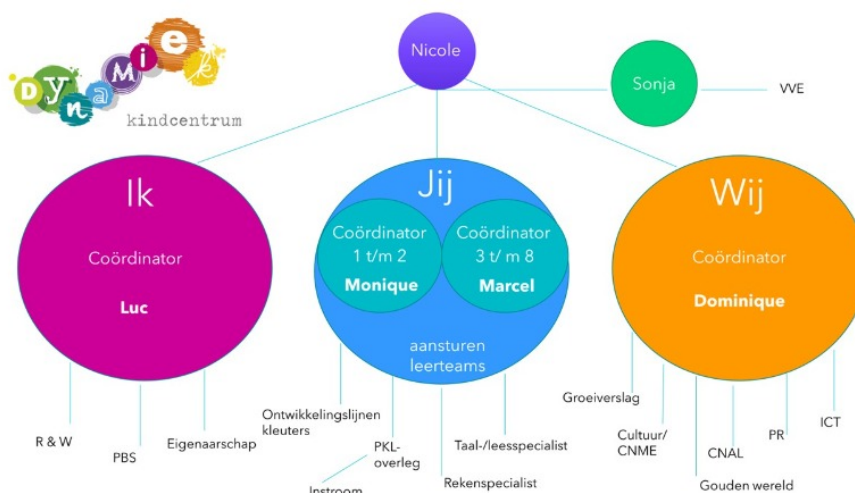 Dynamiek
kindcentrum
Nicole
Sonja
VVE
Ik
Coördinator
Luc
Jij
Coördinator
1 t/m 2
Monique
Coördinator
3 t/ m 8
Marcel
aansturen
leerteams
Wij
Coördinator
Dominique
R & W
PBS
Eigenaarschap
Ontwikkelingslijnen
kleuters
PKL-
overleg
Instroom
Rekenspecialist
Taal-/leesspecialist
Groeiverslag
Cultuur/
CNME
Gouden wereld
CNAL
PR
ICT